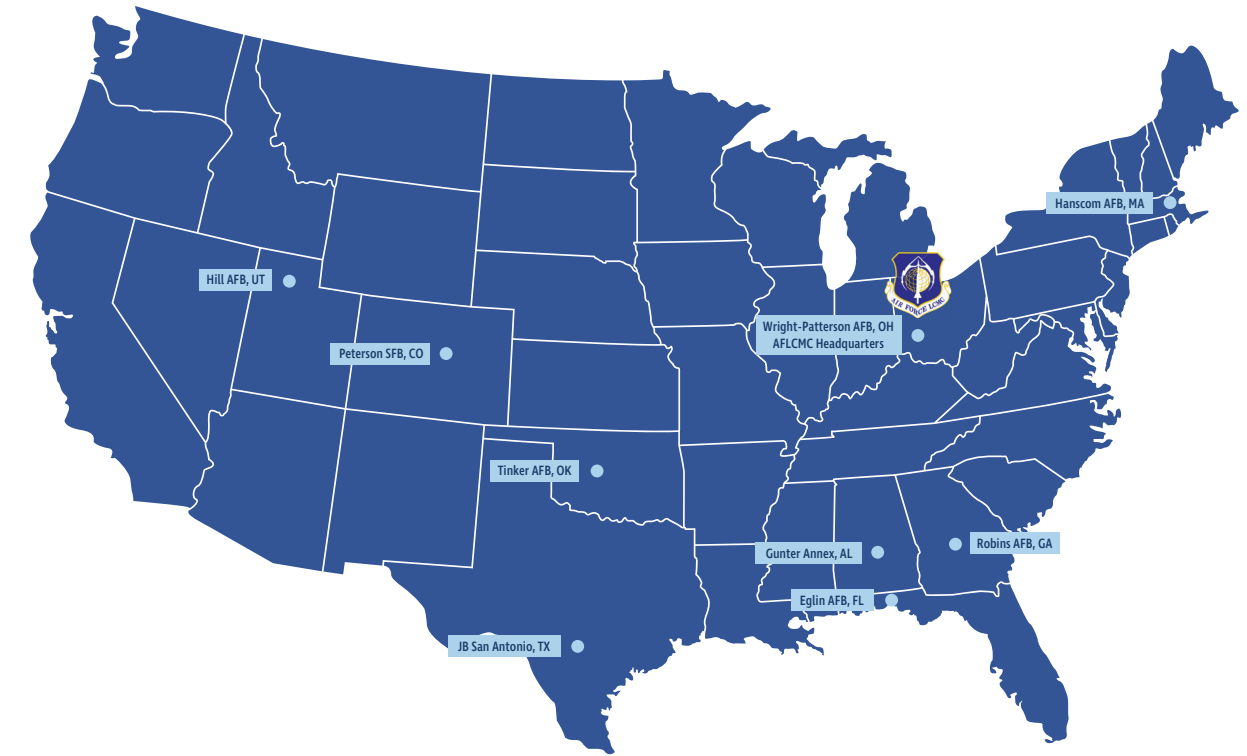 Hanscom AFB, MA
Hill AFB, UT
AIR FORCE LCMC
Wright-Patterson AFB, OH
AFLCMC Headquarters
Peterson SFB, CO
Tinker AFB, OK
Gunter Annex, AL
Robins AFB, GA
Eglin AFB, FL
JB San Antonio, TX